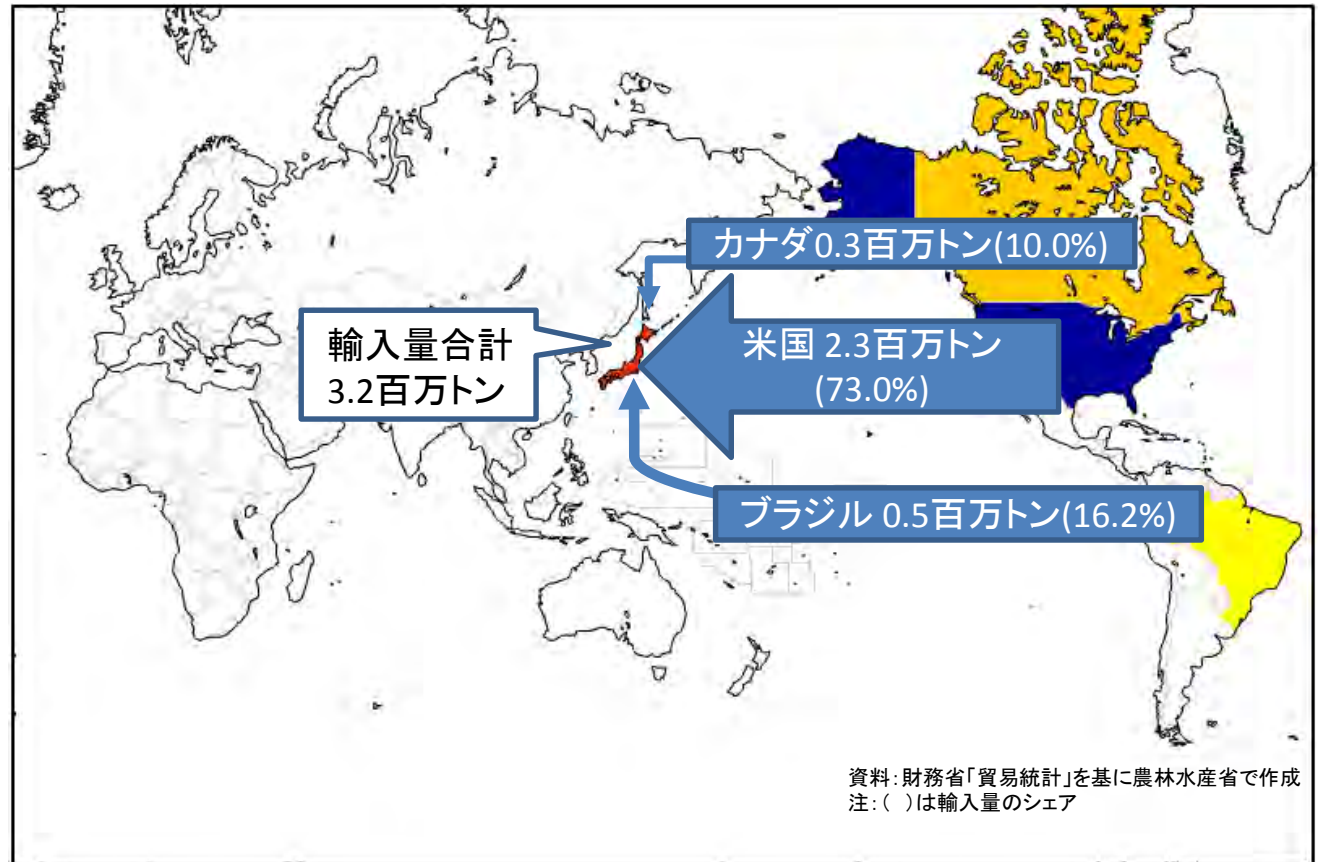 カナダ0.3百万トン(10.0%)
輸入量合計
3.2百万トン
米国 2.3百万トン
(73.0%)
ブラジル 0.5百万トン(16.2%)
資料:財務省「貿易統計」を基に農林水産省で作成
注:( )は輸入量のシェア